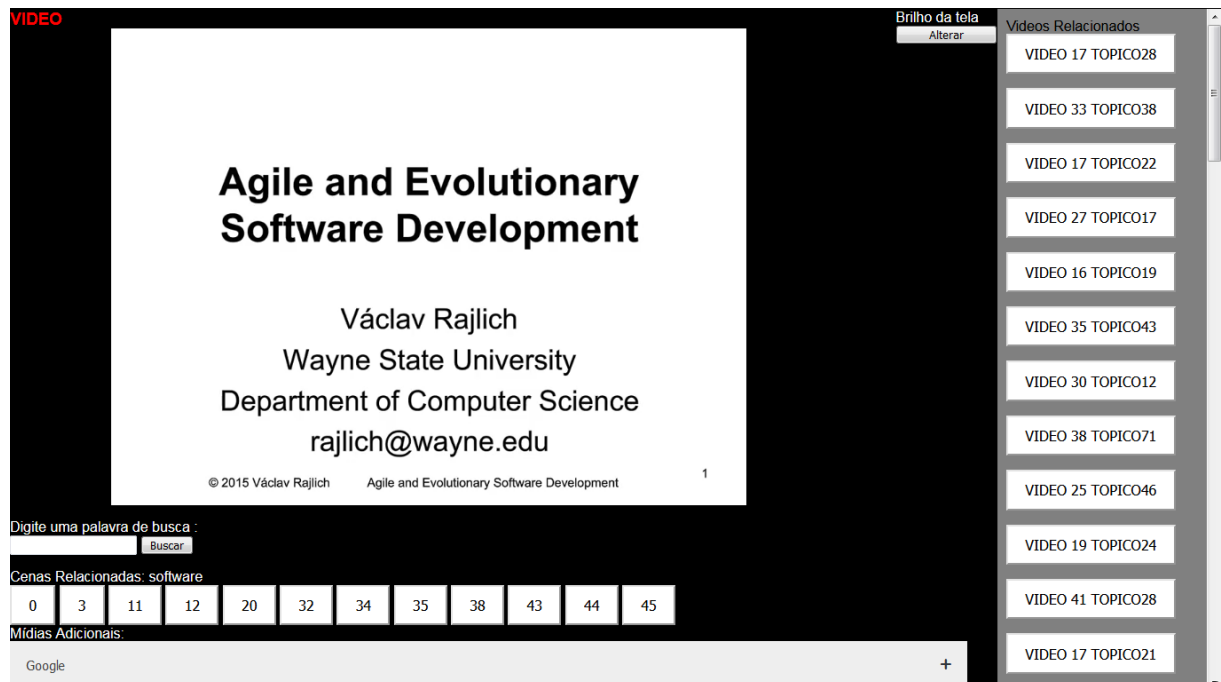 VIDEO
Brilho da tela
Alterar
Agile and Evolutionary
Software Development
Václav Rajlich
Wayne State University
Department of Computer Science
rajlich@wayne.edu
© 2015 Václav Rajlich Agile and Evolutionary Software Development 1
Digite uma palavra de busca :
Buscar
Cenas Relacionadas: software
0 3 11 12 20 32 34 35 38 43 44 45
Mídias Adicionais:
Google +
Videos Relacionados
VIDEO 17 TOPICO28
VIDEO 33 TOPICO38
VIDEO 17 TOPICO22
VIDEO 27 TOPICO17
VIDEO 16 TOPICO19
VIDEO 35 TOPICO43
VIDEO 30 TOPICO12
VIDEO 38 TOPICO71
VIDEO 25 TOPICO46
VIDEO 19 TOPICO24
VIDEO 41 TOPICO28
VIDEO 17 TOPICO21